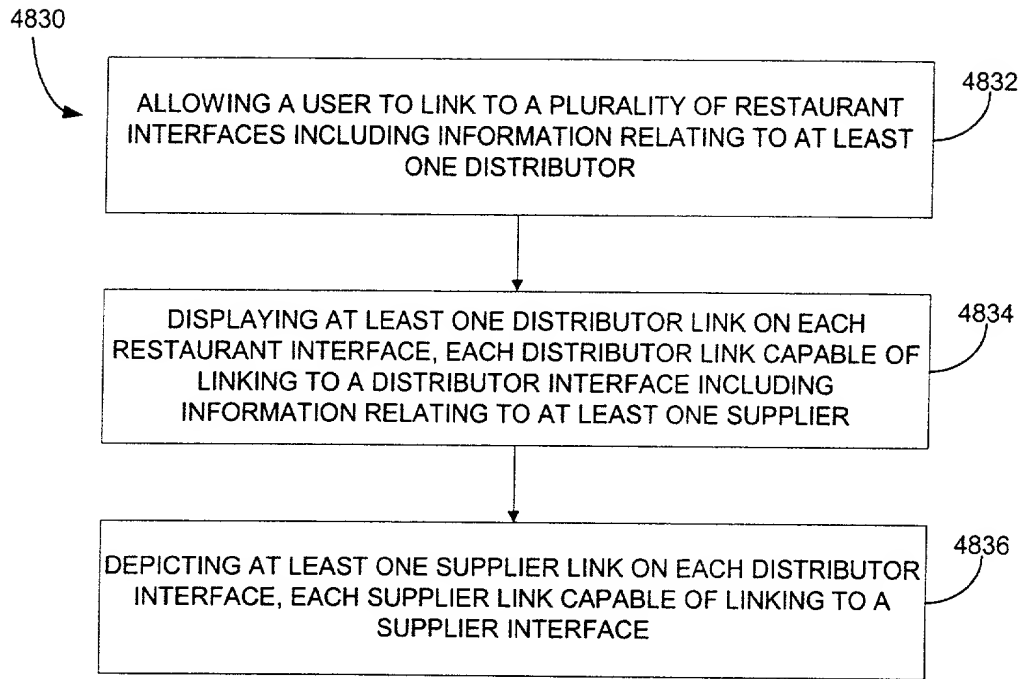 4830
4832
ALLOWING A USER TO LINK TO A PLURALITY OF RESTAURANT
INTERFACES INCLUDING INFORMATION RELATING TO AT LEAST
ONE DISTRIBUTOR
4834
DISPLAYING AT LEAST ONE DISTRIBUTOR LINK ON EACH
RESTAURANT INTERFACE, EACH DISTRIBUTOR LINK CAPABLE OF
LINKING TO A DISTRIBUTOR INTERFACE INCLUDING
INFORMATION RELATING TO AT LEAST ONE SUPPLIER
4836
DEPICTING AT LEAST ONE SUPPLIER LINK ON EACH DISTRIBUTOR
INTERFACE, EACH SUPPLIER LINK CAPABLE OF LINKING TO A
SUPPLIER INTERFACE